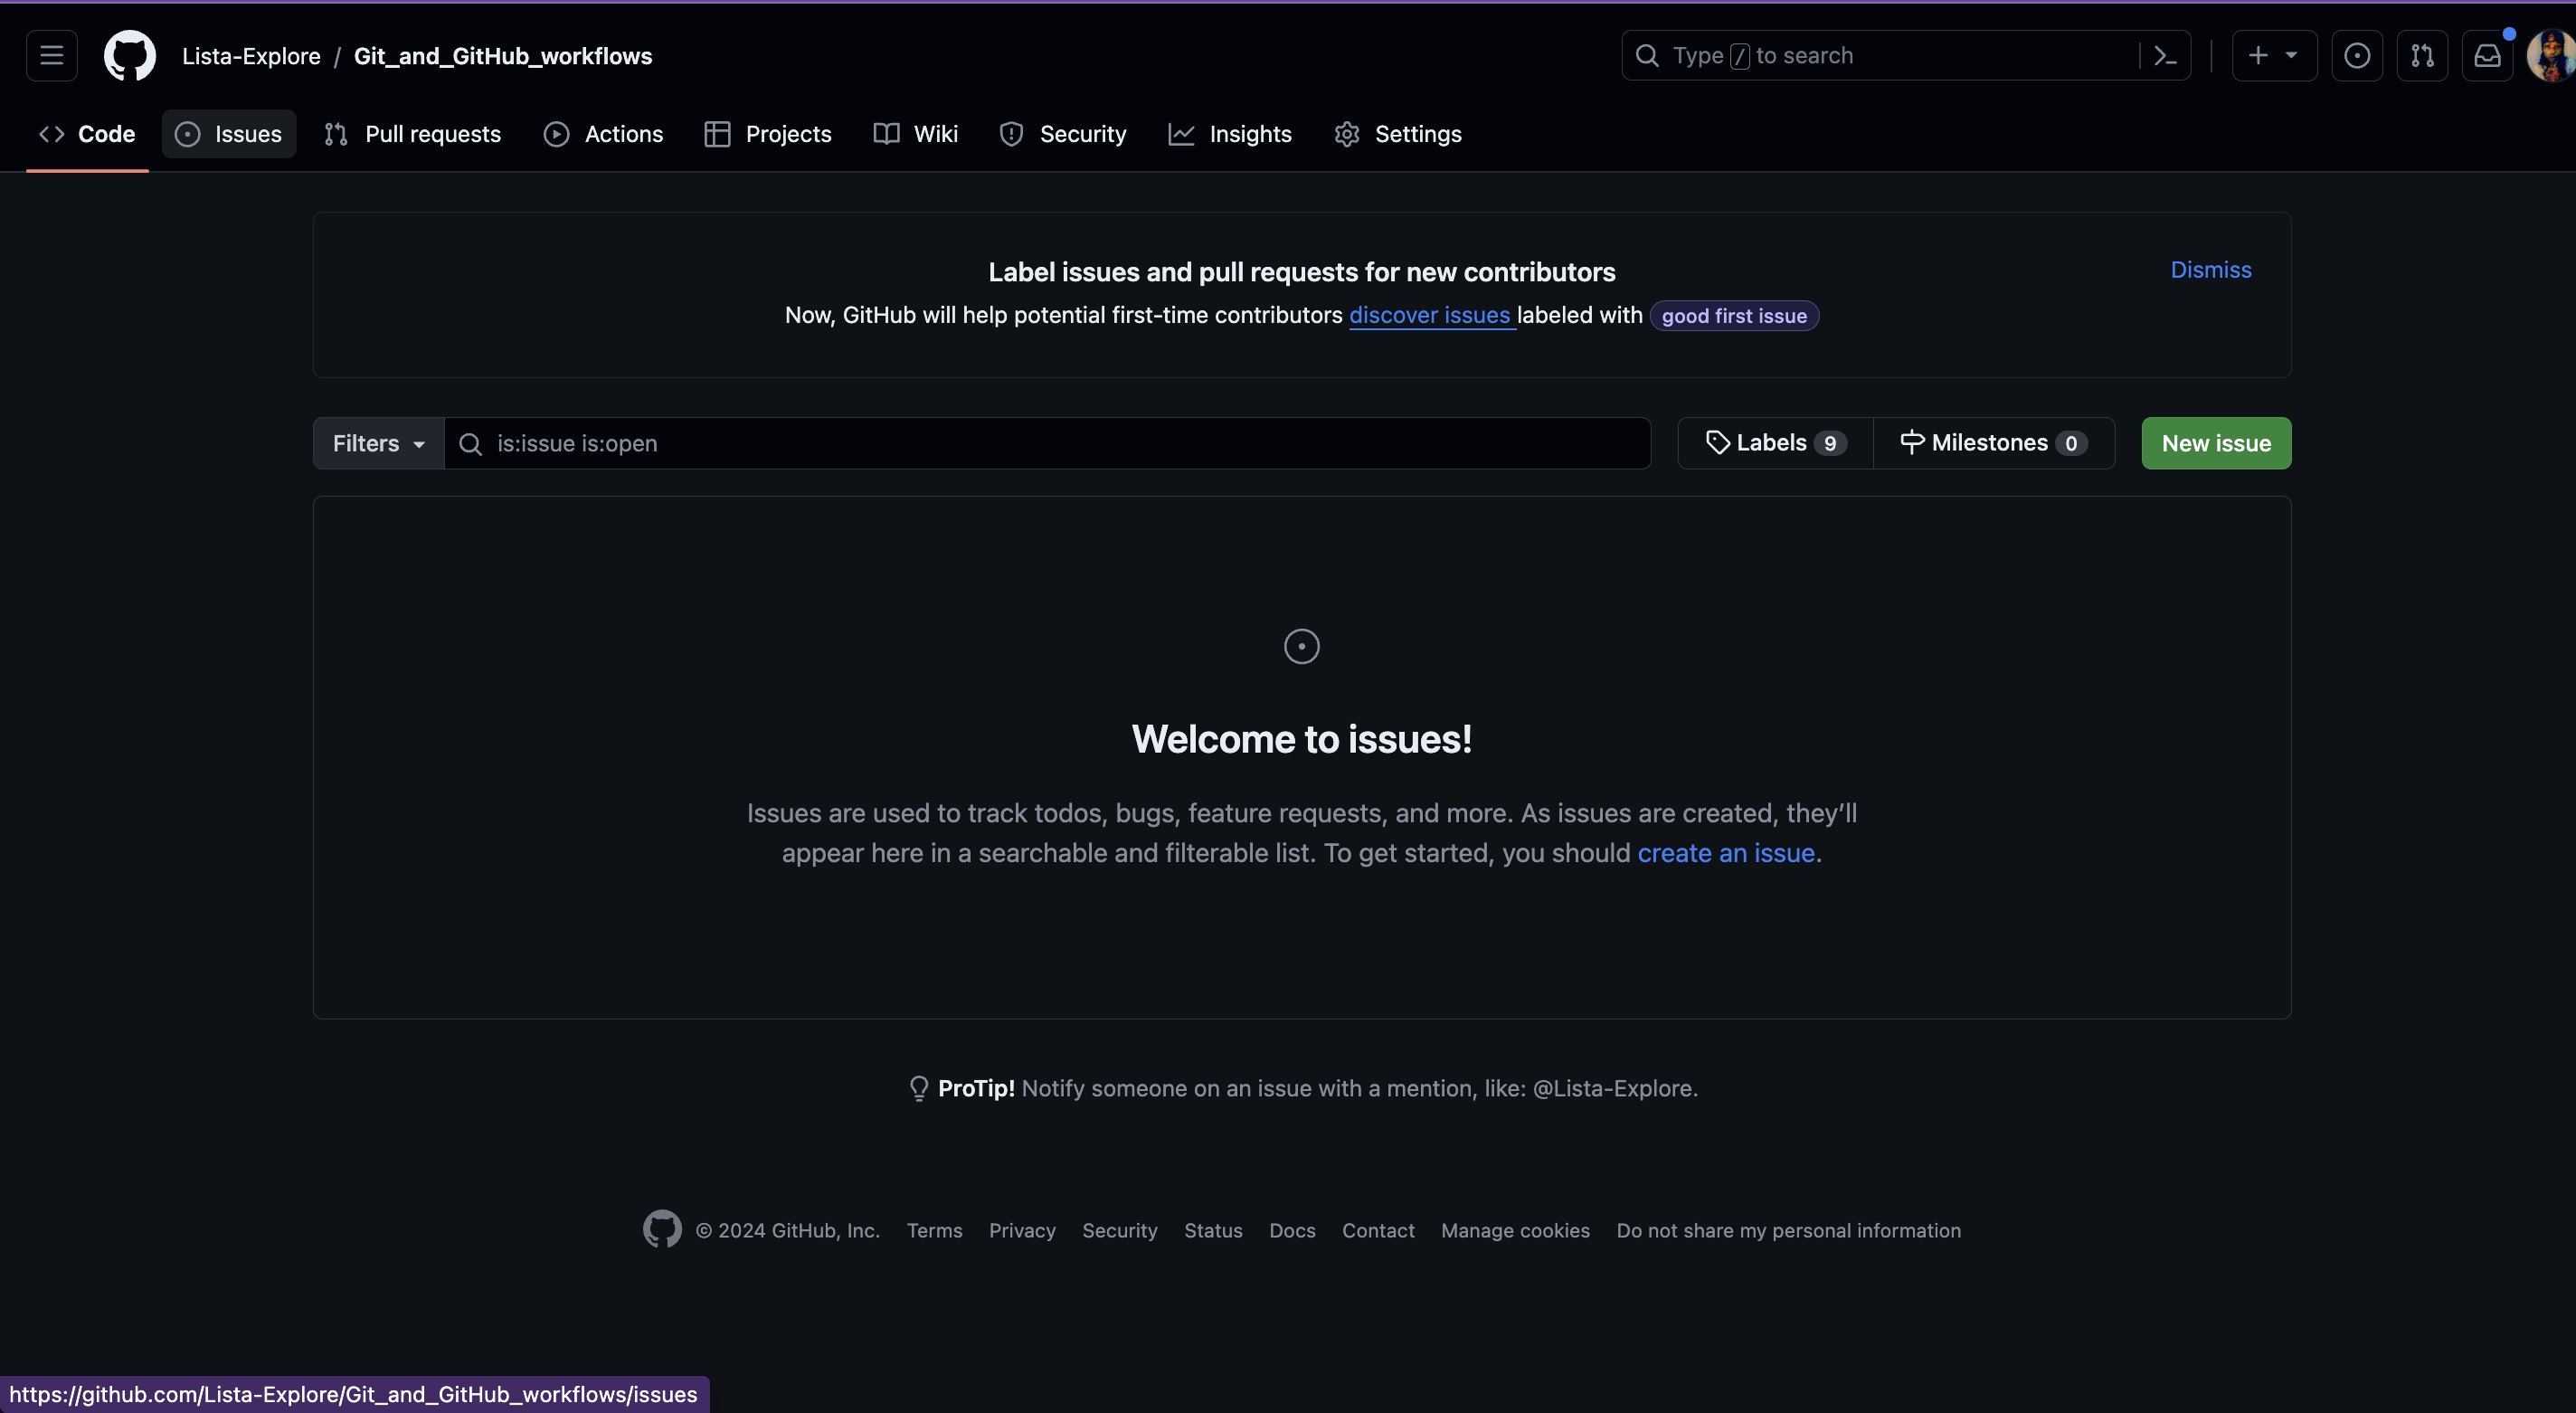 Lista-Explore / Git_and_GitHub_workflows
Type / to search
Code Issues Pull requests Actions Projects Wiki Security Insights Settings
Label issues and pull requests for new contributors
Dismiss
Now, GitHub will help potential first-time contributors discover issues labeled with good first issue
Filters is:issue is:open Labels 9 Milestones 0 New issue
Welcome to issues!
Issues are used to track todos, bugs, feature requests, and more. As issues are created, they’ll
appear here in a searchable and filterable list. To get started, you should create an issue.
ProTip! Notify someone on an issue with a mention, like: @Lista-Explore.
© 2024 GitHub, Inc. Terms Privacy Security Status Docs Contact Manage cookies Do not share my personal information
https://github.com/Lista-Explore/Git_and_GitHub_workflows/issues